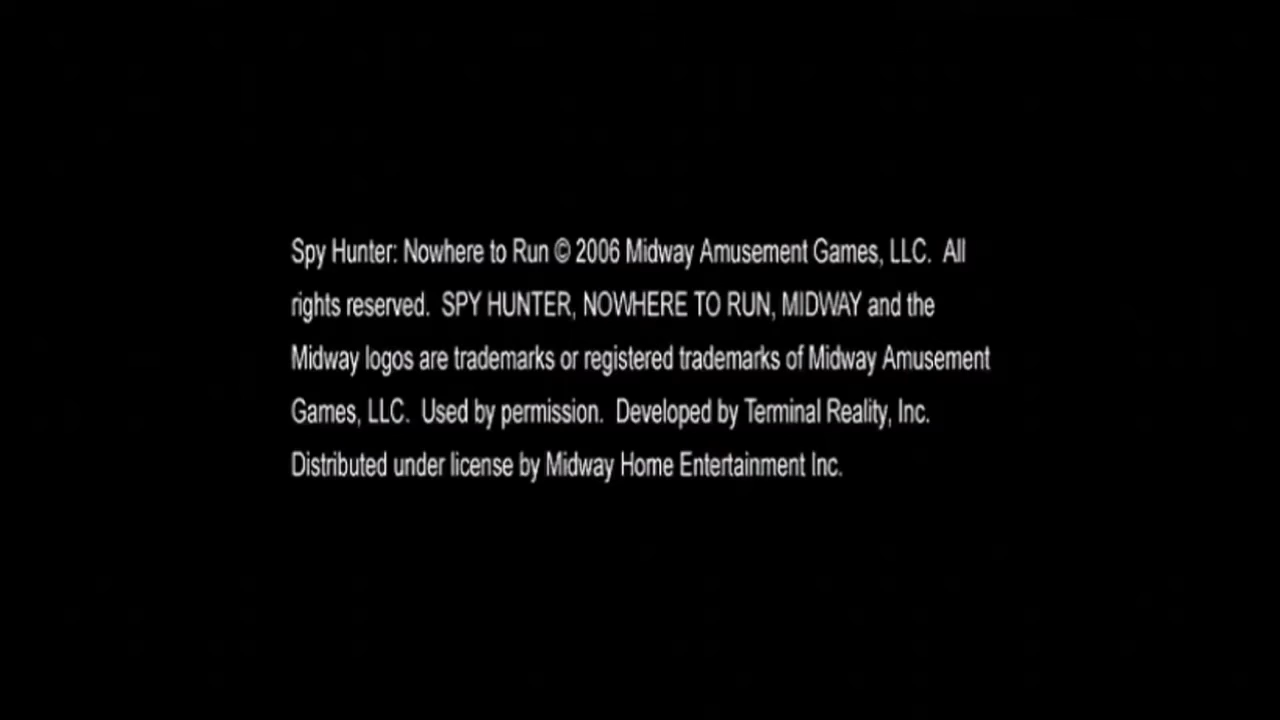 Spy Hunter: Nowhere to Run © 2006 Midway Amusement Games, LLC.  All
rights reserved.  SPY HUNTER, NOWHERE TO RUN, MIDWAY and the
Midway logos are trademarks or registered trademarks of Midway Amusement
Games, LLC.  Used by permission.  Developed by Terminal Reality, Inc.
Distributed under license by Midway Home Entertainment Inc.